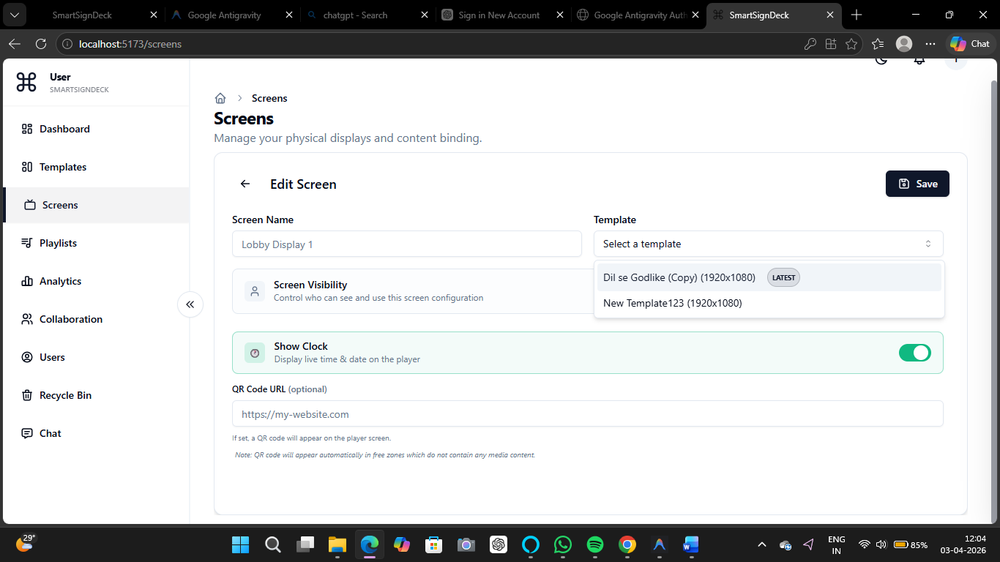 SmartSignDeck
Google Antigravity
chatgpt - Search
Sign in New Account
Google Antigravity Auth
SmartSignDeck
localhost:5173/screens
Chat
User
SMARTSIGNDECK
Dashboard
Templates
Screens
Playlists
Analytics
Collaboration
Users
Recycle Bin
Chat
Screens
Screens
Manage your physical displays and content binding.
Edit Screen
Save
Screen Name
Template
Lobby Display 1
Select a template
Dil se Godlike (Copy) (1920x1080) LATEST
New Template123 (1920x1080)
Screen Visibility
Control who can see and use this screen configuration
Show Clock
Display live time & date on the player
QR Code URL (optional)
https://my-website.com
If set, a QR code will appear on the player screen.
Note: QR code will appear automatically in free zones which do not contain any media content.
29°
ENG
IN
85%
12:04
03-04-2026